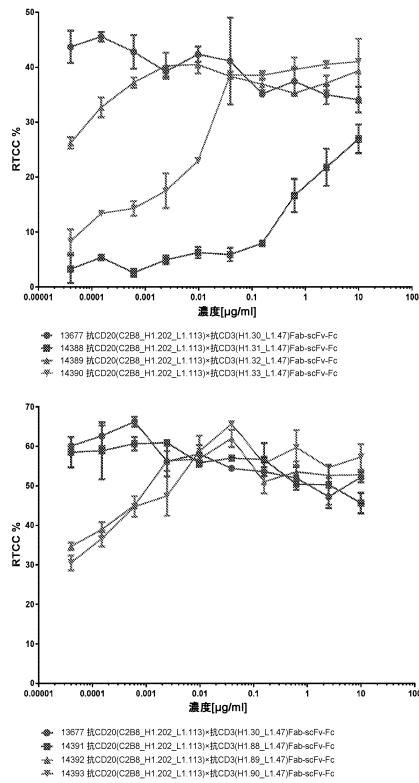 50
40
30
20
10
0
RTCC %
0.00001 0.0001 0.001 0.01 0.1 1 10 100
濃度[µg/ml]
13677 抗CD20(C2B8_H1.202_L1.113)×抗CD3(H1.30_L1.47)Fab-scFv-Fc
14388 抗CD20(C2B8_H1.202_L1.113)×抗CD3(H1.31_L1.47)Fab-scFv-Fc
14389 抗CD20(C2B8_H1.202_L1.113)×抗CD3(H1.32_L1.47)Fab-scFv-Fc
14390 抗CD20(C2B8_H1.202_L1.113)×抗CD3(H1.33_L1.47)Fab-scFv-Fc
70
60
50
40
30
20
10
0
RTCC %
0.00001 0.0001 0.001 0.01 0.1 1 10 100
濃度[µg/ml]
13677 抗CD20(C2B8_H1.202_L1.113)×抗CD3(H1.30_L1.47)Fab-scFv-Fc
14391 抗CD20(C2B8_H1.202_L1.113)×抗CD3(H1.88_L1.47)Fab-scFv-Fc
14392 抗CD20(C2B8_H1.202_L1.113)×抗CD3(H1.89_L1.47)Fab-scFv-Fc
14393 抗CD20(C2B8_H1.202_L1.113)×抗CD3(H1.90_L1.47)Fab-scFv-Fc